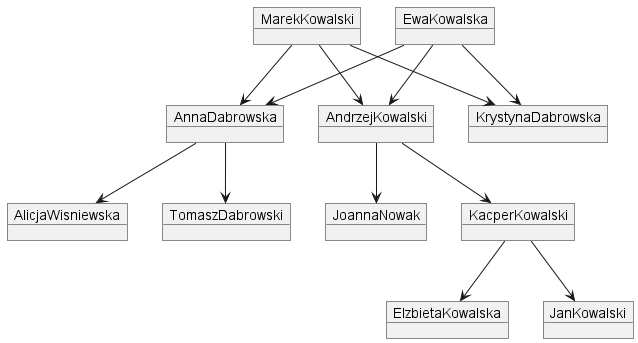 MarekKowalski
EwaKowalska
AnnaDabrowska
AndrzejKowalski
KrystynaDabrowska
AlicjaWisniewska
TomaszDabrowski
JoannaNowak
KacperKowalski
ElzbietaKowalska
JanKowalski